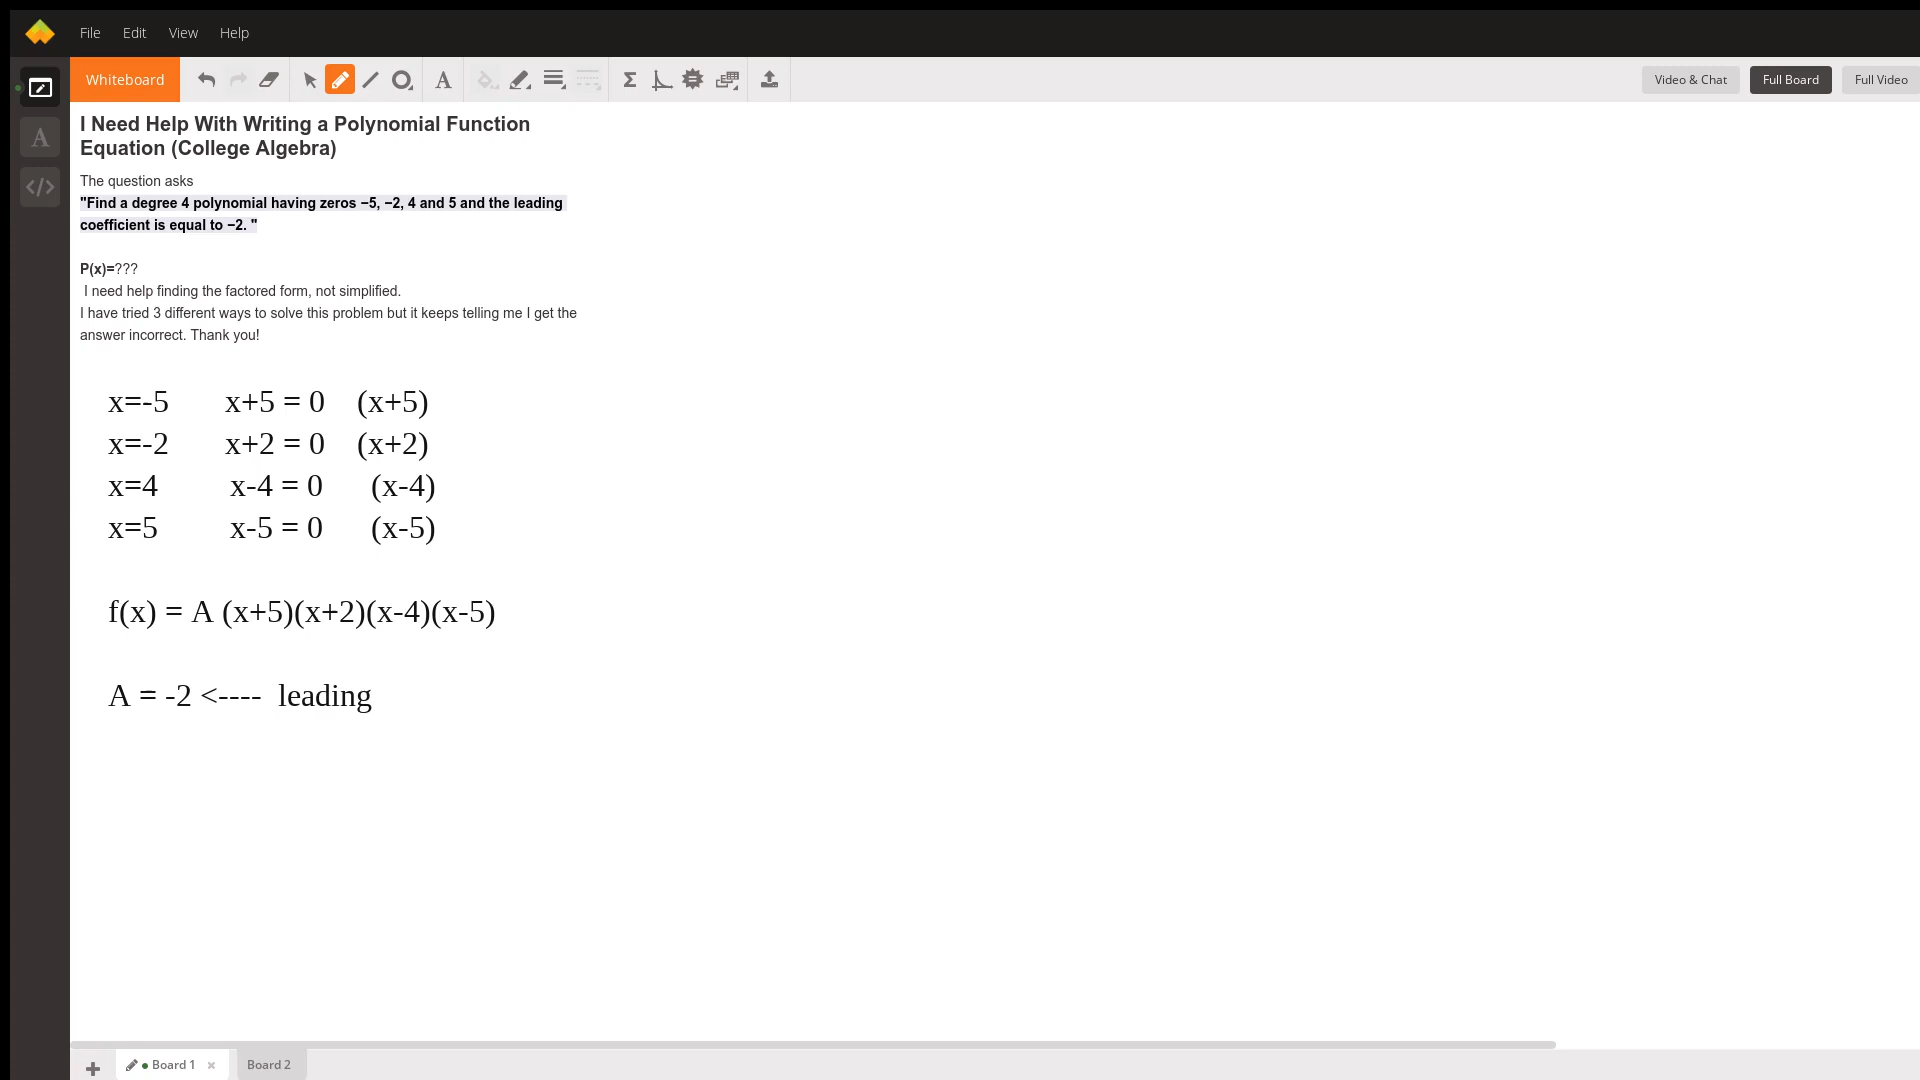 File Edit View Help
Whiteboard A Σ Video & Chat Full Board Full Video
A
</>
I Need Help With Writing a Polynomial Function
Equation (College Algebra)
The question asks
"Find a degree 4 polynomial having zeros −5, −2, 4 and 5 and the leading
coefficient is equal to −2. "
P(x)=???
I need help finding the factored form, not simplified.
I have tried 3 different ways to solve this problem but it keeps telling me I get the
answer incorrect. Thank you!
x=-5 x+5 = 0 (x+5)
x=-2 x+2 = 0 (x+2)
x=4 x-4 = 0 (x-4)
x=5 x-5 = 0 (x-5)
f(x) = A (x+5)(x+2)(x-4)(x-5)
A = -2 <---- leading
Board 1 Board 2